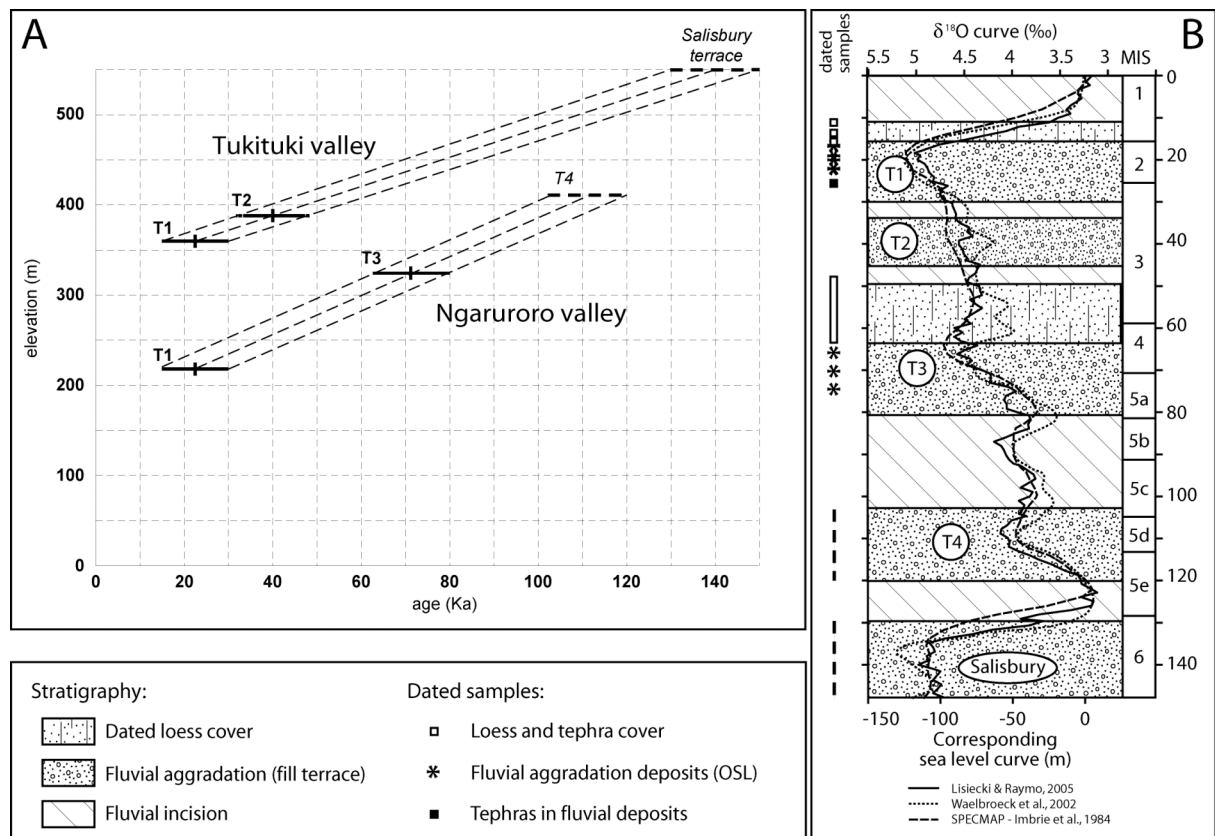 A
Salisbury
terrace
500
400
300
200
100
0
elevation (m)
Tukituki valley
T1
T2
T4
T3
T1
Ngaruroro valley
0
20
40
60
80
100
120
140
age (Ka)
Stratigraphy:
Dated loess cover
Fluvial aggradation (fill terrace)
Fluvial incision
Dated samples:
Loess and tephra cover
Fluvial aggradation deposits (OSL)
Tephras in fluvial deposits
B
dated
samples
δ ¹⁸O curve (‰)
5.5 5 4.5 4 3.5 3
MIS
T1
T2
T3
T4
Salisbury
1
2
3
4
5a
5b
5c
5d
5e
6
0
20
40
60
80
100
120
140
-150 -100 -50 0
Corresponding
sea level curve (m)
Lisiecki & Raymo, 2005
Waelbroeck et al., 2002
SPECMAP - Imbrie et al., 1984